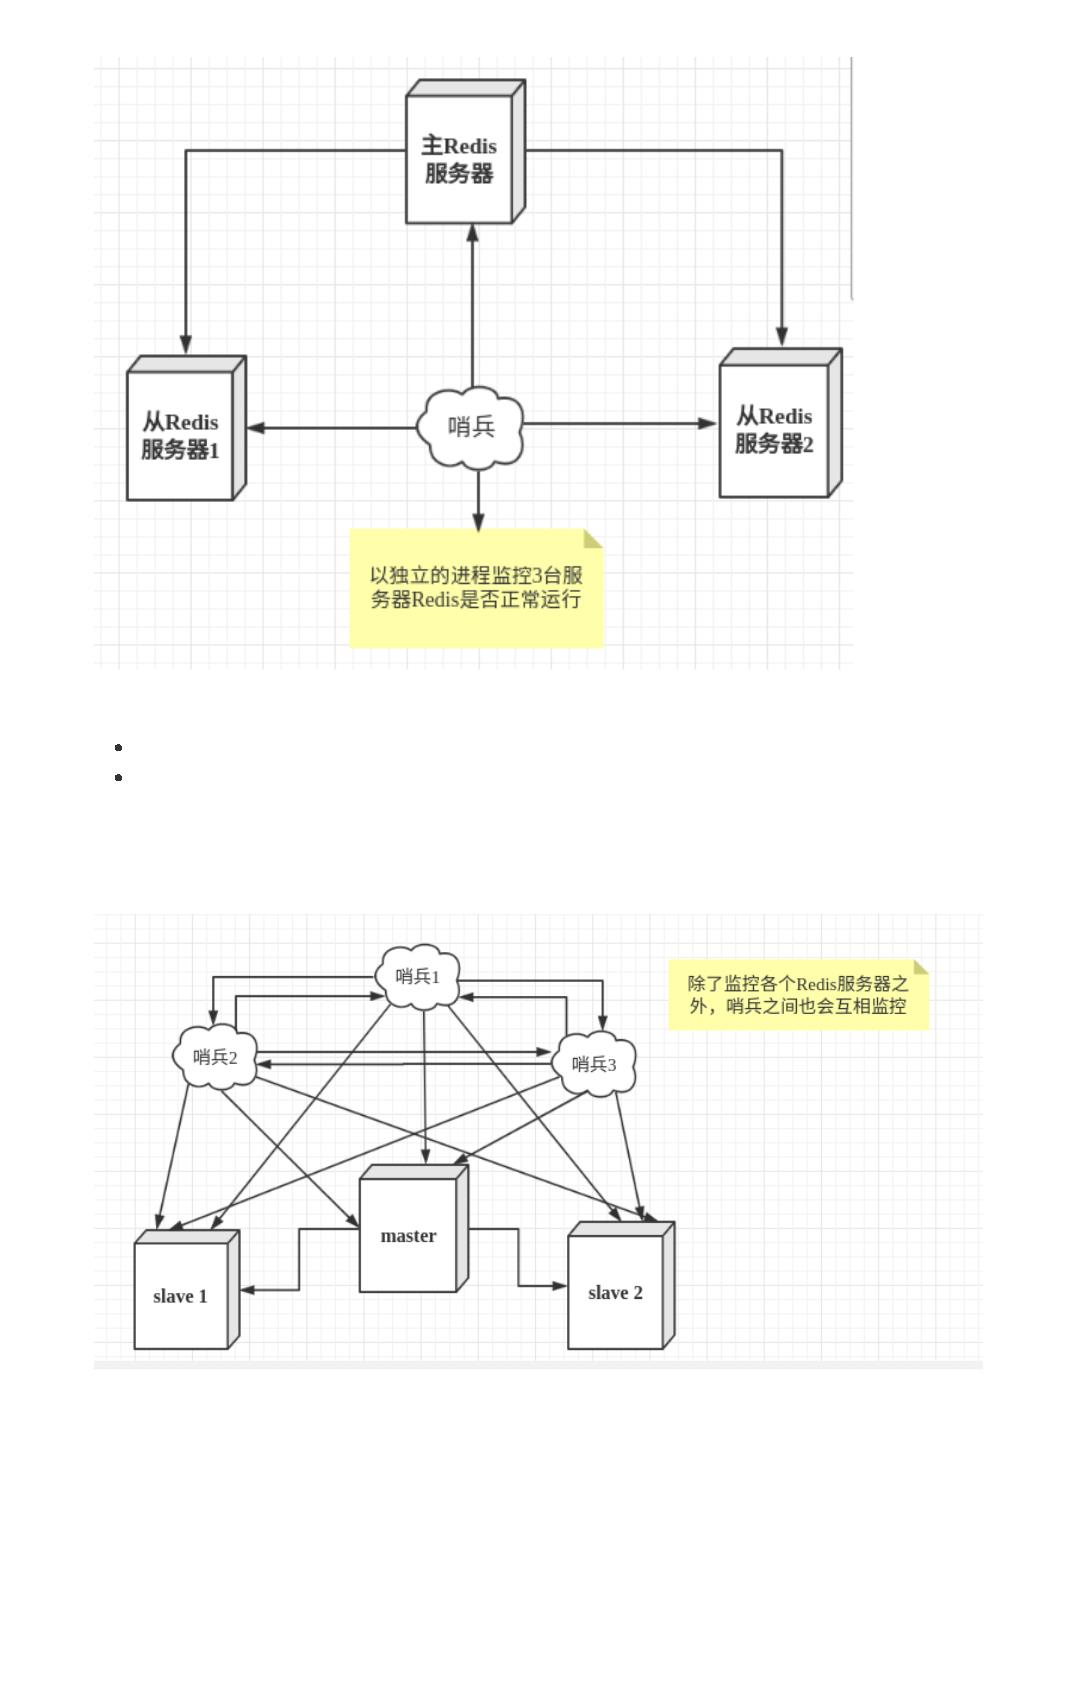 主Redis
服务器
从Redis
服务器1
哨兵
从Redis
服务器2
以独立的进程监控3台服
务器Redis是否正常运行
哨兵1
除了监控各个Redis服务器之
外，哨兵之间也会互相监控
哨兵2
哨兵3
master
slave 1
slave 2